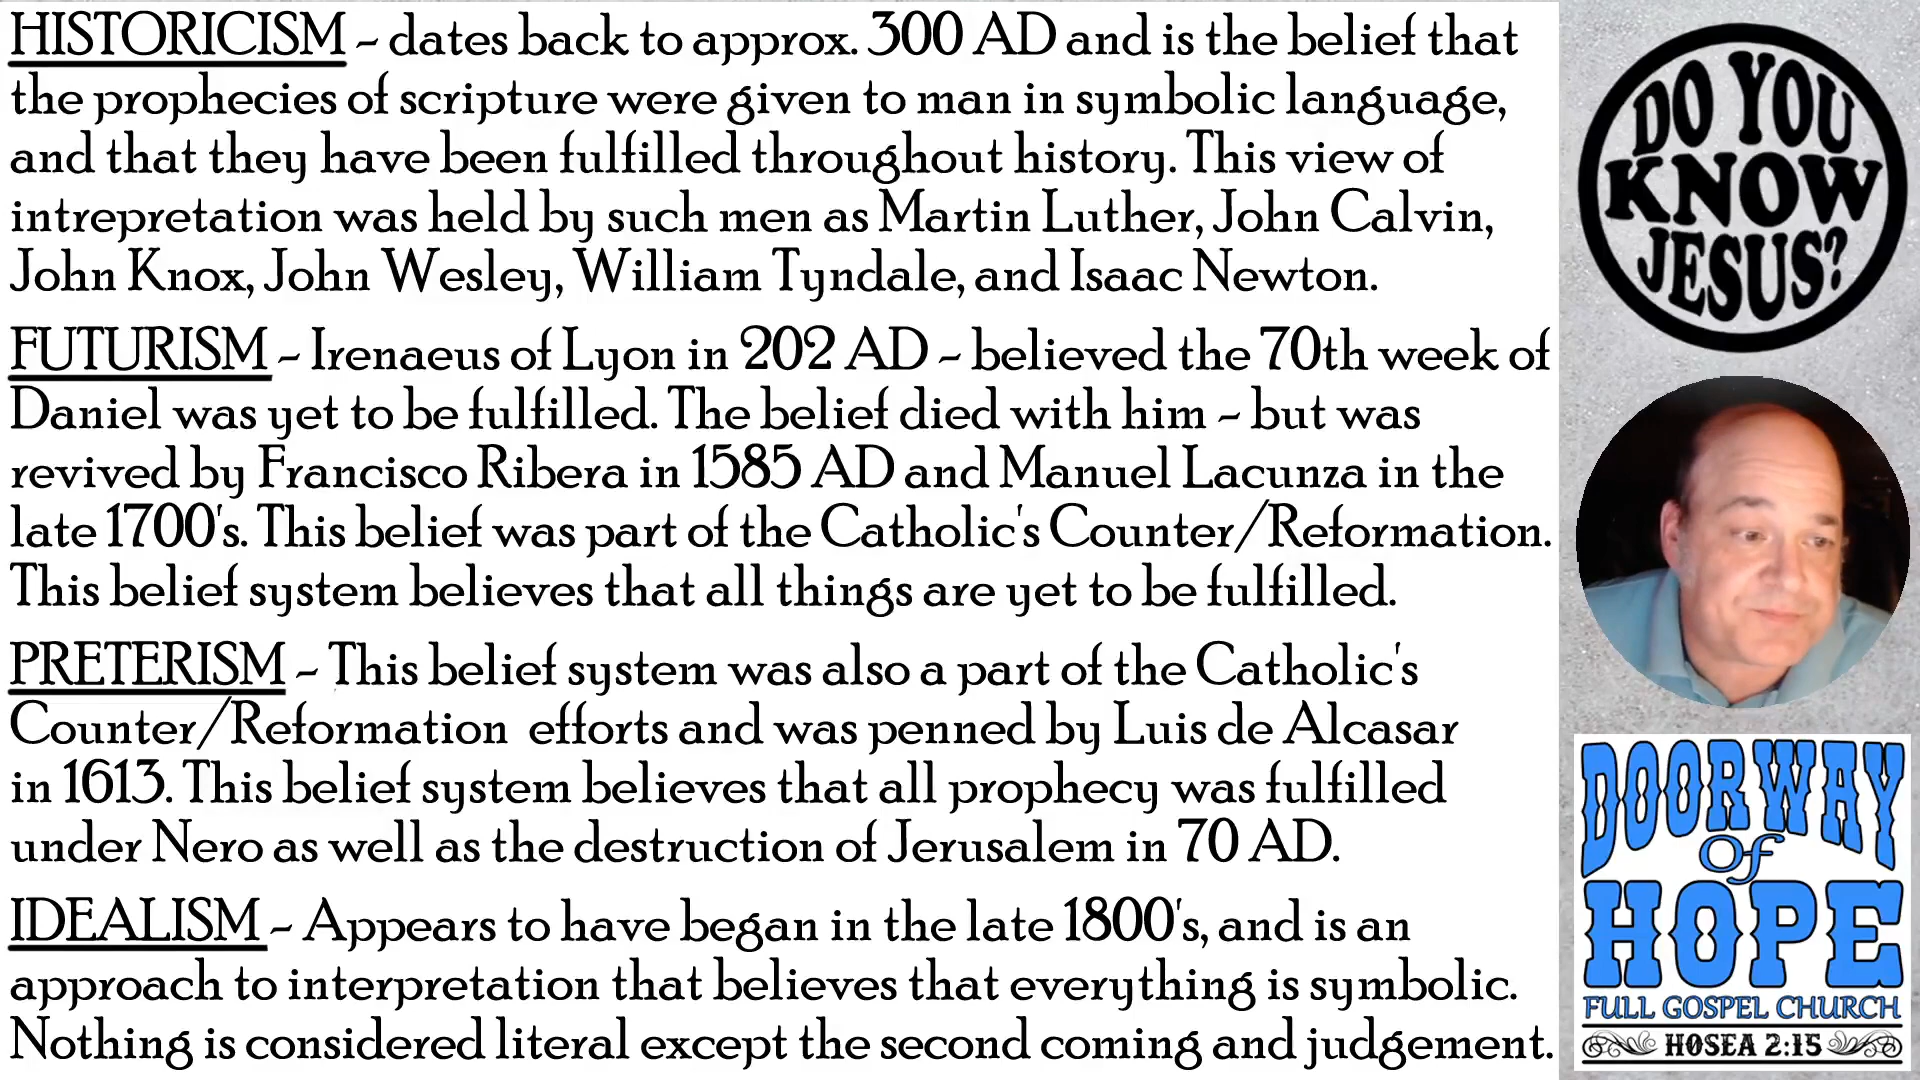 HISTORICISM ~ dates back to approx. 300 AD and is the belief that
the prophecies of scripture were given to man in symbolic language,
and that they have been fulfilled throughout history. This view of
intrepretation was held by such men as Martin Luther, John Calvin,
John Knox, John Wesley, William Tyndale, and Isaac Newton.
FUTURISM ~ Irenaeus of Lyon in 202 AD ~ believed the 70th week of
Daniel was yet to be fulfilled. The belief died with him ~ but was
revived by Francisco Ribera in 1585 AD and Manuel Lacunza in the
late 1700's. This belief was part of the Catholic's Counter/Reformation.
This belief system believes that all things are yet to be fulfilled.
PRETERISM ~ This belief system was also a part of the Catholic's
Counter/Reformation efforts and was penned by Luis de Alcasar
in 1613. This belief system believes that all prophecy was fulfilled
under Nero as well as the destruction of Jerusalem in 70 AD.
IDEALISM ~ Appears to have began in the late 1800's, and is an
approach to interpretation that believes that everything is symbolic.
Nothing is considered literal except the second coming and judgement.
DO YOU
KNOW
JESUS?
DOORWAY
Of
HOPE
FULL GOSPEL CHURCH
HOSEA 2:15